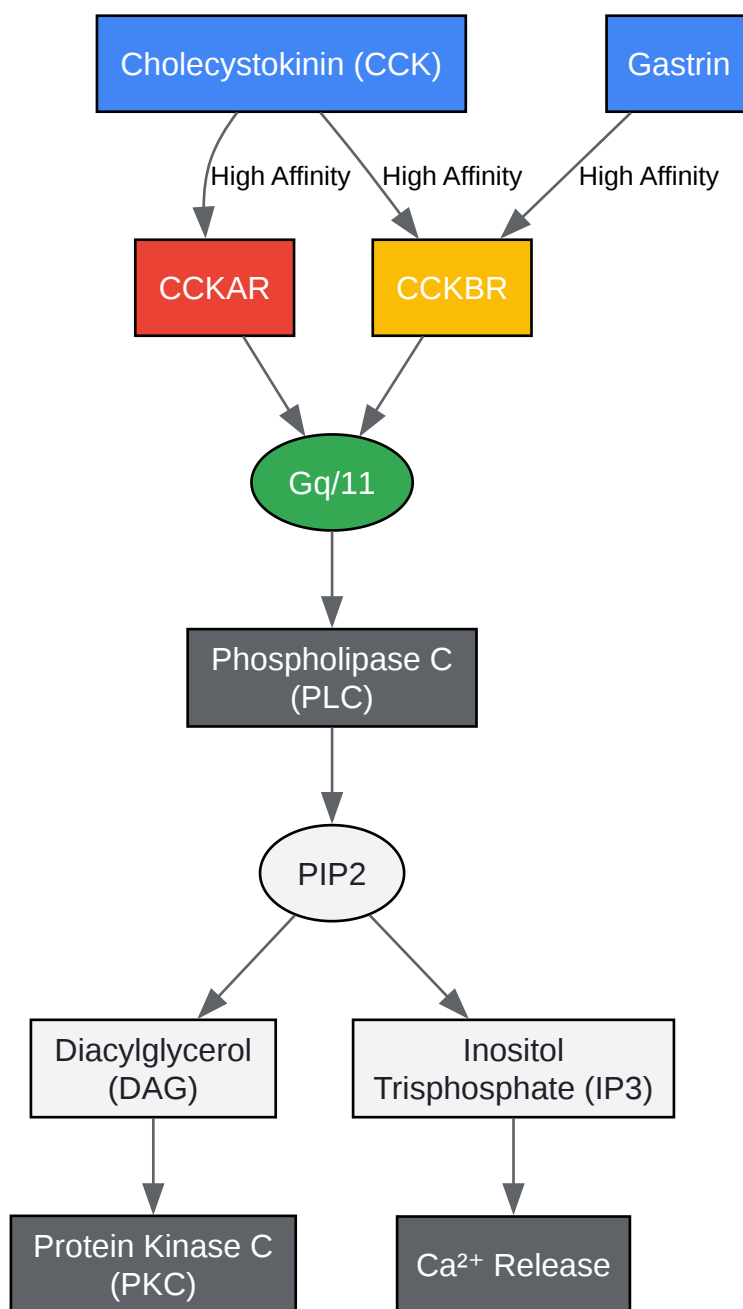 Cholecystokinin (CCK)
Gastrin
High Affinity
High Affinity
High Affinity
CCKAR
CCKBR
Gq/11
Phospholipase C
(PLC)
PIP2
Diacylglycerol
(DAG)
Inositol
Trisphosphate (IP3)
Protein Kinase C
(PKC)
Ca²⁺ Release